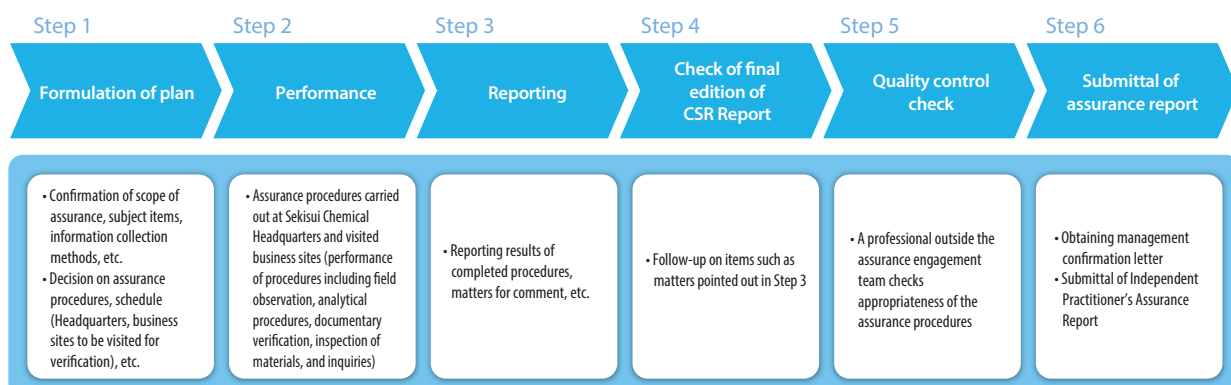 Step 1
Step 2
Step 3
Step 4
Step 5
Step 6
Formulation of plan
Performance
Reporting
Check of final
edition of
CSR Report
Quality control
check
Submittal of
assurance report
• Confirmation of scope of
assurance, subject items,
information collection
methods, etc.
• Decision on assurance
procedures, schedule
(Headquarters, business
sites to be visited for
verification), etc.
• Assurance procedures carried
out at Sekisui Chemical
Headquarters and visited
business sites (performance
of procedures including field
observation, analytical
procedures, documentary
verification, inspection of
materials, and inquiries)
• Reporting results of
completed procedures,
matters for comment, etc.
• Follow-up on items such as
matters pointed out in Step 3
• A professional outside the
assurance engagement
team checks
appropriateness of the
assurance procedures
• Obtaining management
confirmation letter
• Submittal of Independent
Practitioner’s Assurance
Report